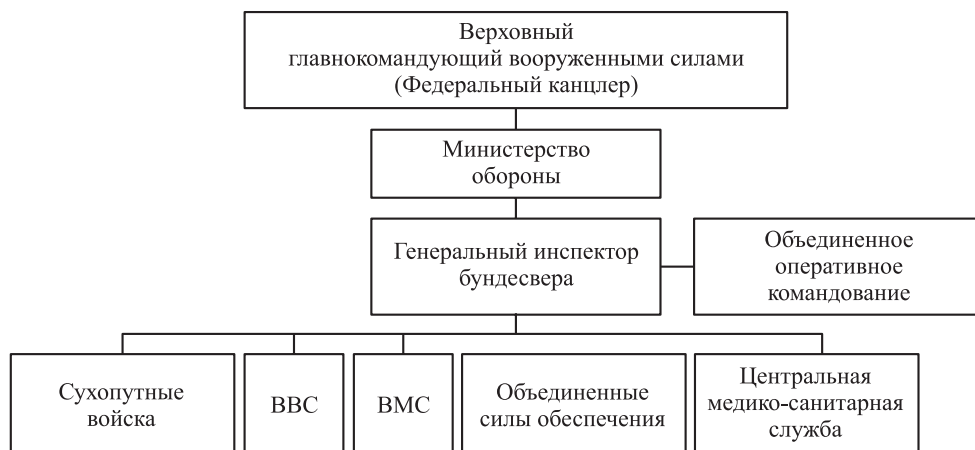 Верховный
главнокомандующий вооруженными силами
(Федеральный канцлер)
Министерство
обороны
Генеральный инспектор
бундесвера
Объединенное
оперативное
командование
Сухопутные
войска
ВВС
ВМС
Объединенные
силы обеспечения
Центральная
медико-санитарная
служба